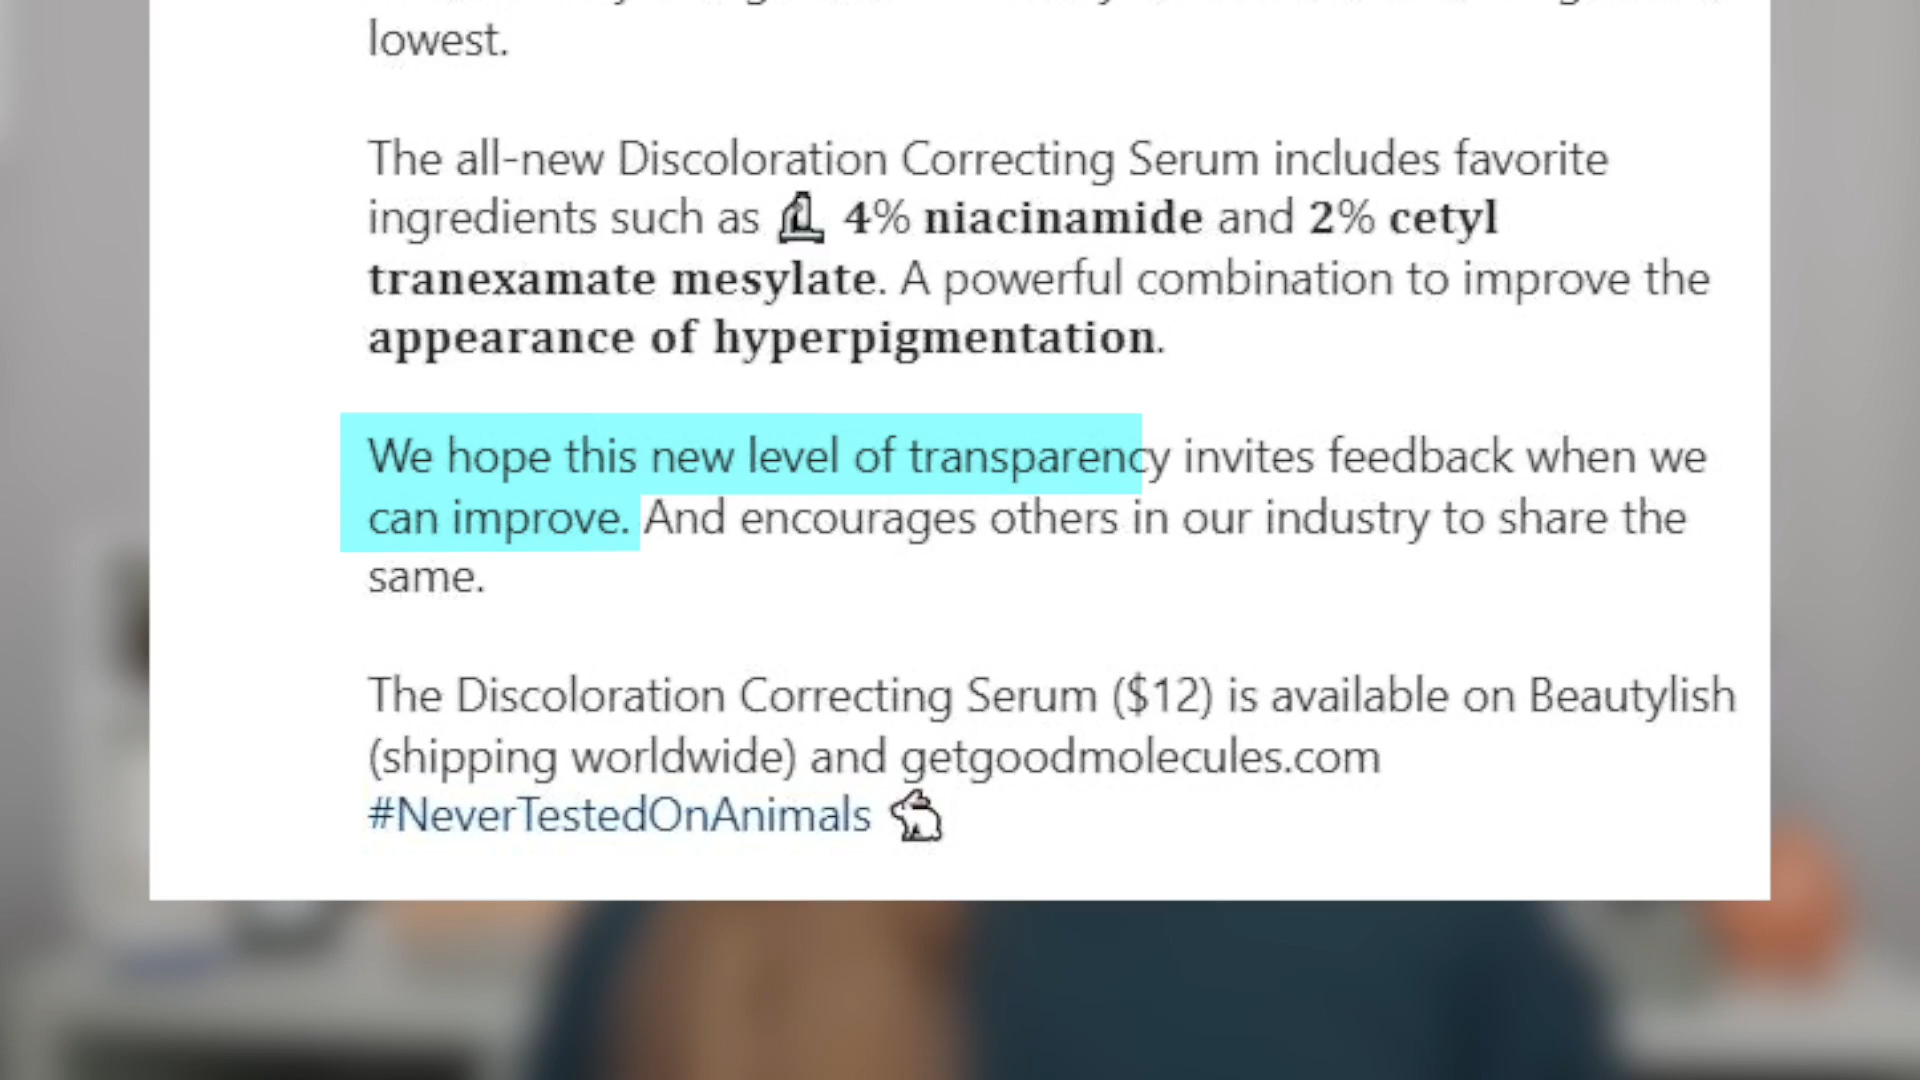 lowest.
The all-new Discoloration Correcting Serum includes favorite
ingredients such as 4% niacinamide and 2% cetyl
tranexamate mesylate. A powerful combination to improve the
appearance of hyperpigmentation.
We hope this new level of transparency invites feedback when we
can improve. And encourages others in our industry to share the
same.
The Discoloration Correcting Serum ($12) is available on Beautylish
(shipping worldwide) and getgoodmolecules.com
#NeverTestedOnAnimals